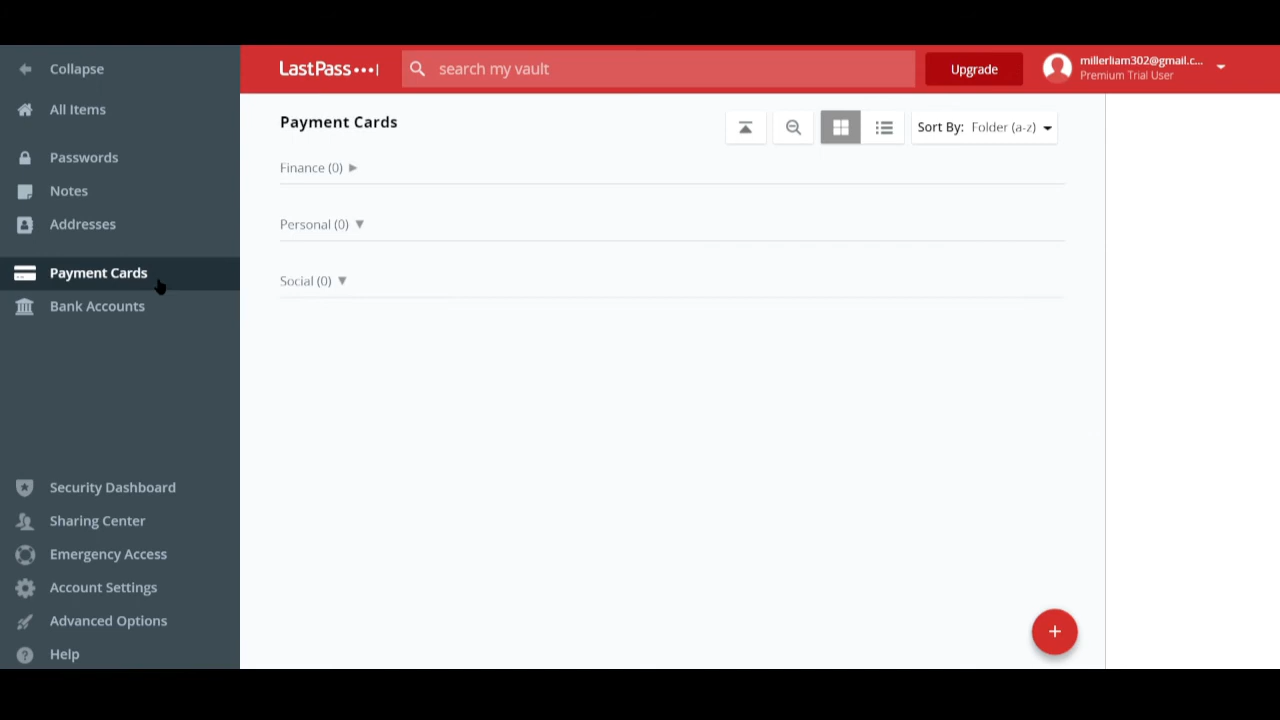 Collapse
All Items
Passwords
Notes
Addresses
Payment Cards
Bank Accounts
Security Dashboard
Sharing Center
Emergency Access
Account Settings
Advanced Options
Help
LastPass•••|
search my vault
Upgrade
millerliam302@gmail.c...
Premium Trial User
Payment Cards
Sort By: Folder (a-z)
Finance (0)
Personal (0)
Social (0)